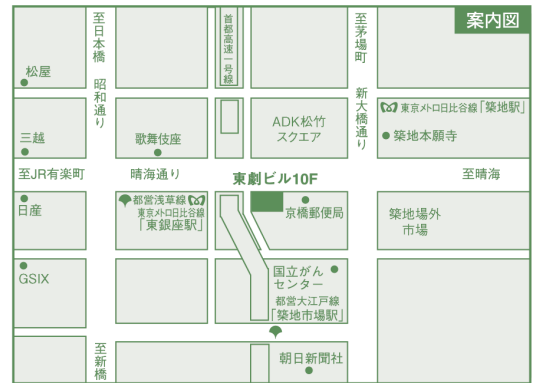 案内図
至日本橋
昭和通り
首都高速一号線
至茅場町
新大橋通り
松屋
三越
歌舞伎座
ADK松竹
スクエア
東京メトロ日比谷線「築地駅」
築地本願寺
至JR有楽町
晴海通り
東劇ビル10F
至晴海
日産
都営浅草線
東京メトロ日比谷線
「東銀座駅」
京橋郵便局
築地場外
市場
GSIX
国立がん
センター
都営大江戸線
「築地市場駅」
至新橋
朝日新聞社